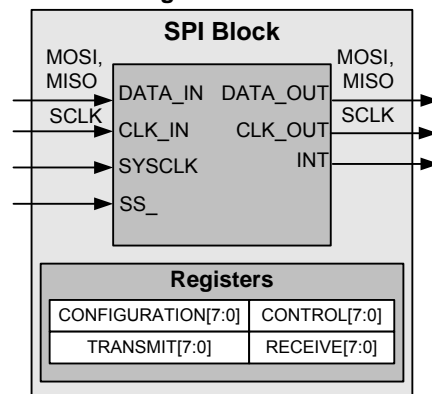 SPI Block
MOSI,
MISO
MOSI,
MISO
DATA_IN DATA_OUT
SCLK
SCLK
CLK_IN CLK_OUT
SYSCLK INT
SS_
Registers
CONFIGURATION[7:0] CONTROL[7:0]
TRANSMIT[7:0] RECEIVE[7:0]